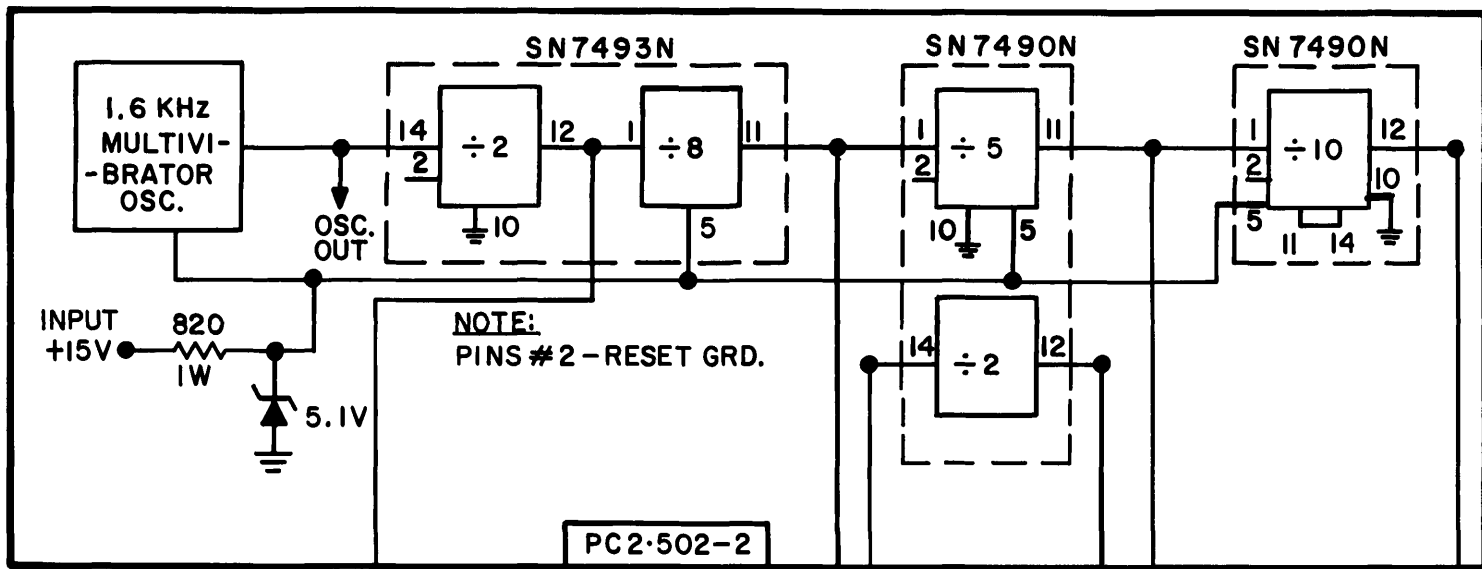 SN7493N
SN7490N
SN7490N
1.6 KHz
MULTIVI-
-BRATOR
OSC.
OSC.
OUT
14
2
÷2
12
10
1
÷8
11
5
1
2
÷5
11
10
5
1
2
5
÷10
12
10
11
14
INPUT
+15V
820
1W
5.1V
NOTE:
PINS #2-RESET GRD.
14
÷2
12
PC2·502-2